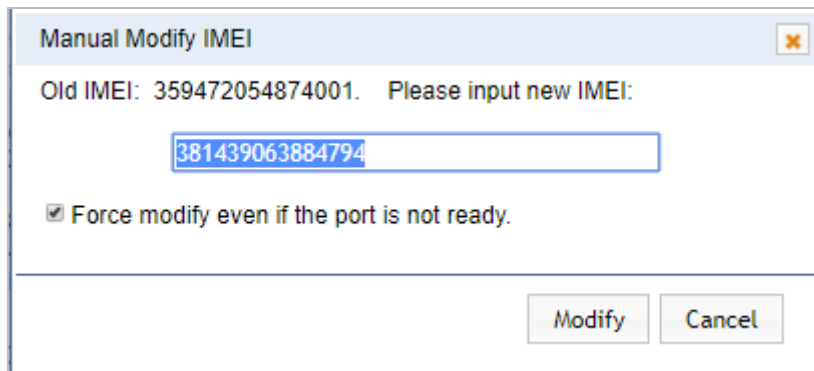 Manual Modify IMEI
Old IMEI: 359472054874001. Please input new IMEI:
381439063884794
Force modify even if the port is not ready.
Modify Cancel